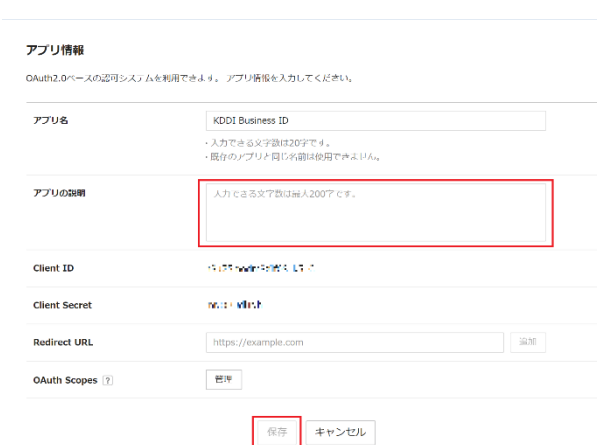 アプリ情報
OAuth2.0ベースの認可システムを利用できます。 アプリ情報を入力してください。
アプリ名
KDDI Business ID
・入力できる文字数は20字です。
・既存のアプリと同じ名前は使用できません。
アプリの説明
入力できる文字数は最大200字です。
Client ID
Client Secret
Redirect URL
https://example.com
追加
OAuth Scopes ?
管理
保存
キャンセル